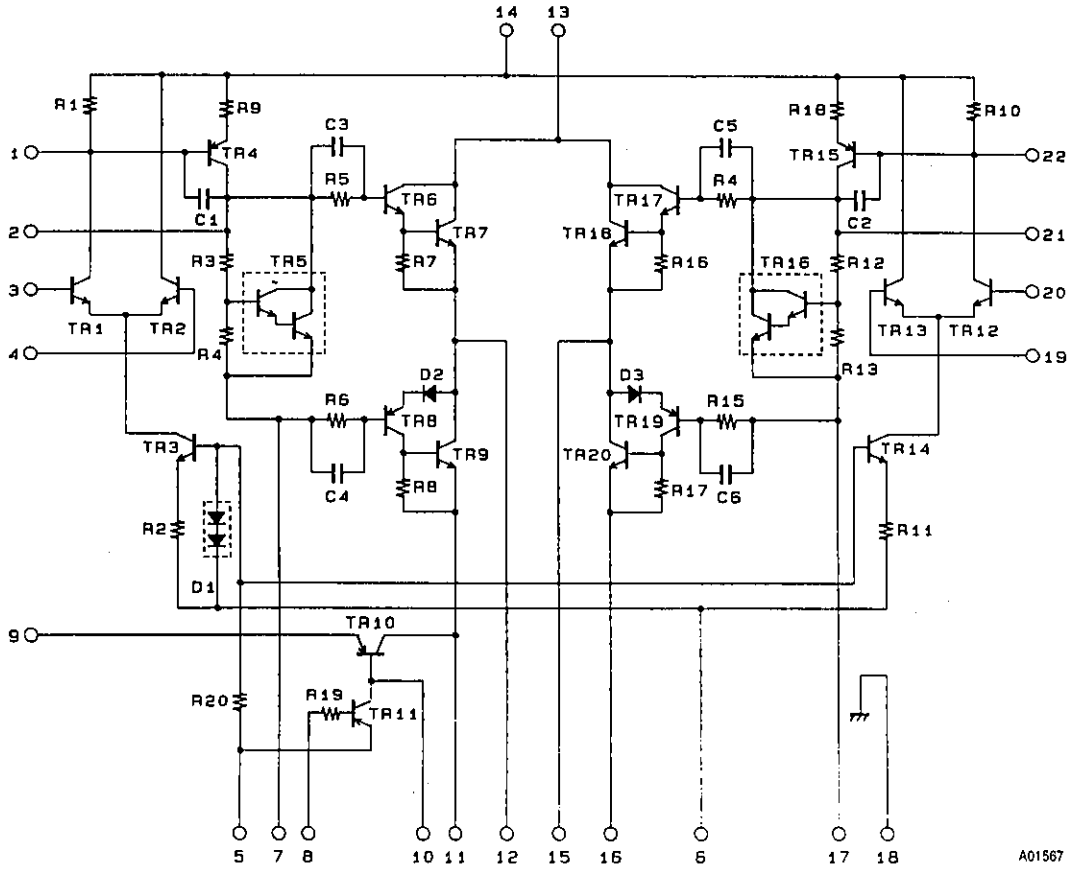 14 13
R1 R9 R18 R10
C3 C5
1 TR4 TR15 22
R5 TR6 TR17 R4
C1 C2
2 TR7 TR18 21
R3 TR5 R7 R16 TR16 R12
3 20
TR1 TR2 TR13 TR12
4 R4 R13 19
D2 D3
R6 TR8 TR19 R15
TR3 TR9 TR20 TR14
C4 R8 R17 C6
R2 R11
D1
9 TR10
R20 R19 TR11
5 7 8 10 11 12 15 16 6 17 18
A01567